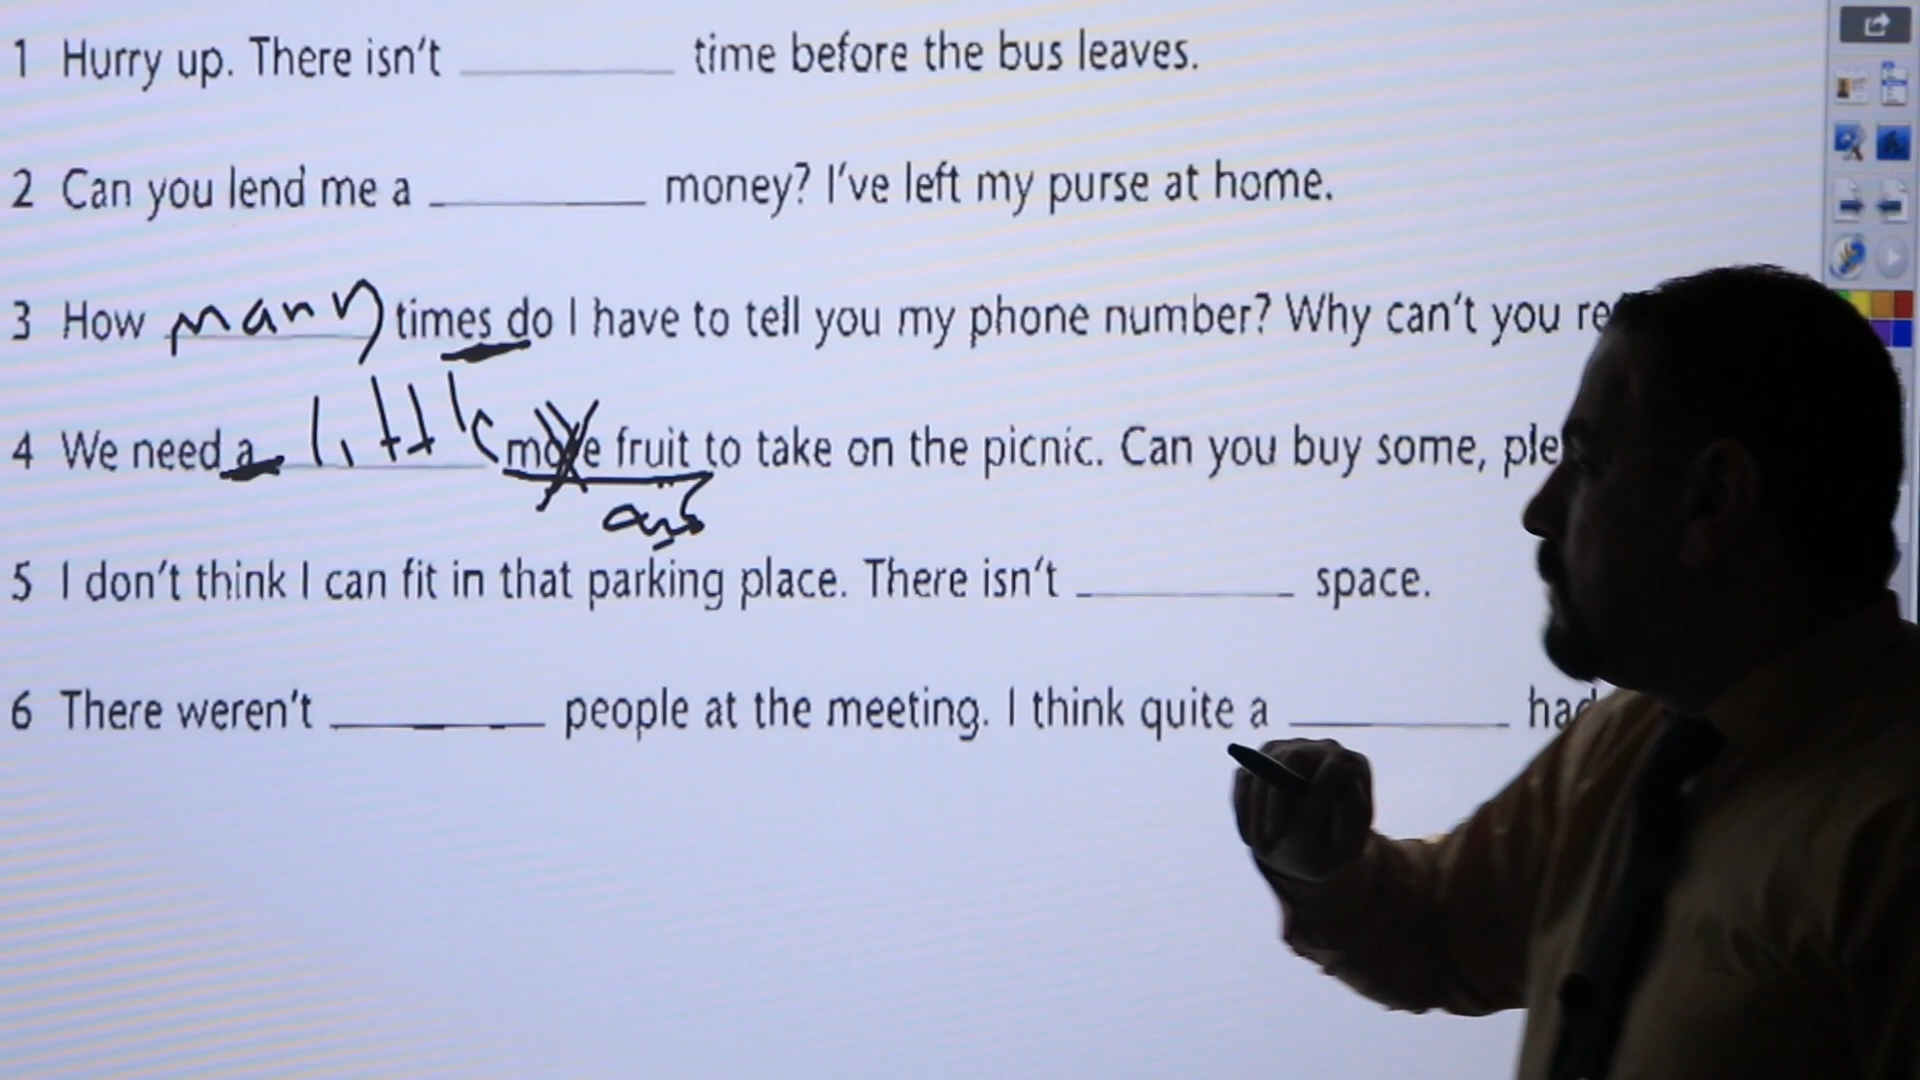 1 Hurry up. There isn't ________ time before the bus leaves.
2 Can you lend me a ________ money? I've left my purse at home.
3 How many times do I have to tell you my phone number? Why can't you re
4 We need a little more fruit to take on the picnic. Can you buy some, ple
5 I don't think I can fit in that parking place. There isn't ________ space.
6 There weren't ________ people at the meeting. I think quite a ________ had